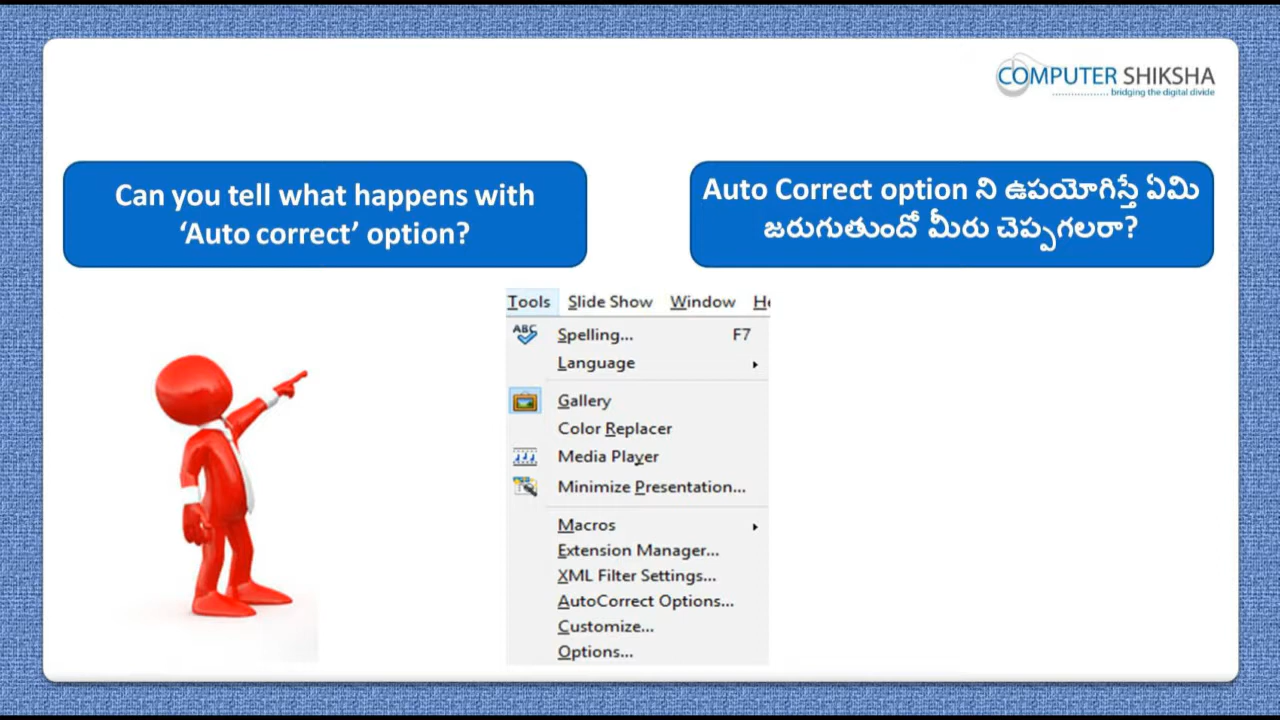 COMPUTER SHIKSHA
bridging the digital divide
Can you tell what happens with
‘Auto correct’ option?
Auto Correct option ని ఉపయోగిస్తే ఏమి
జరుగుతుందో మీరు చెప్పగలరా?
Tools Slide Show Window He
ABC Spelling... F7
Language
Gallery
Color Replacer
Media Player
Minimize Presentation...
Macros
Extension Manager...
XML Filter Settings...
AutoCorrect Options...
Customize...
Options...